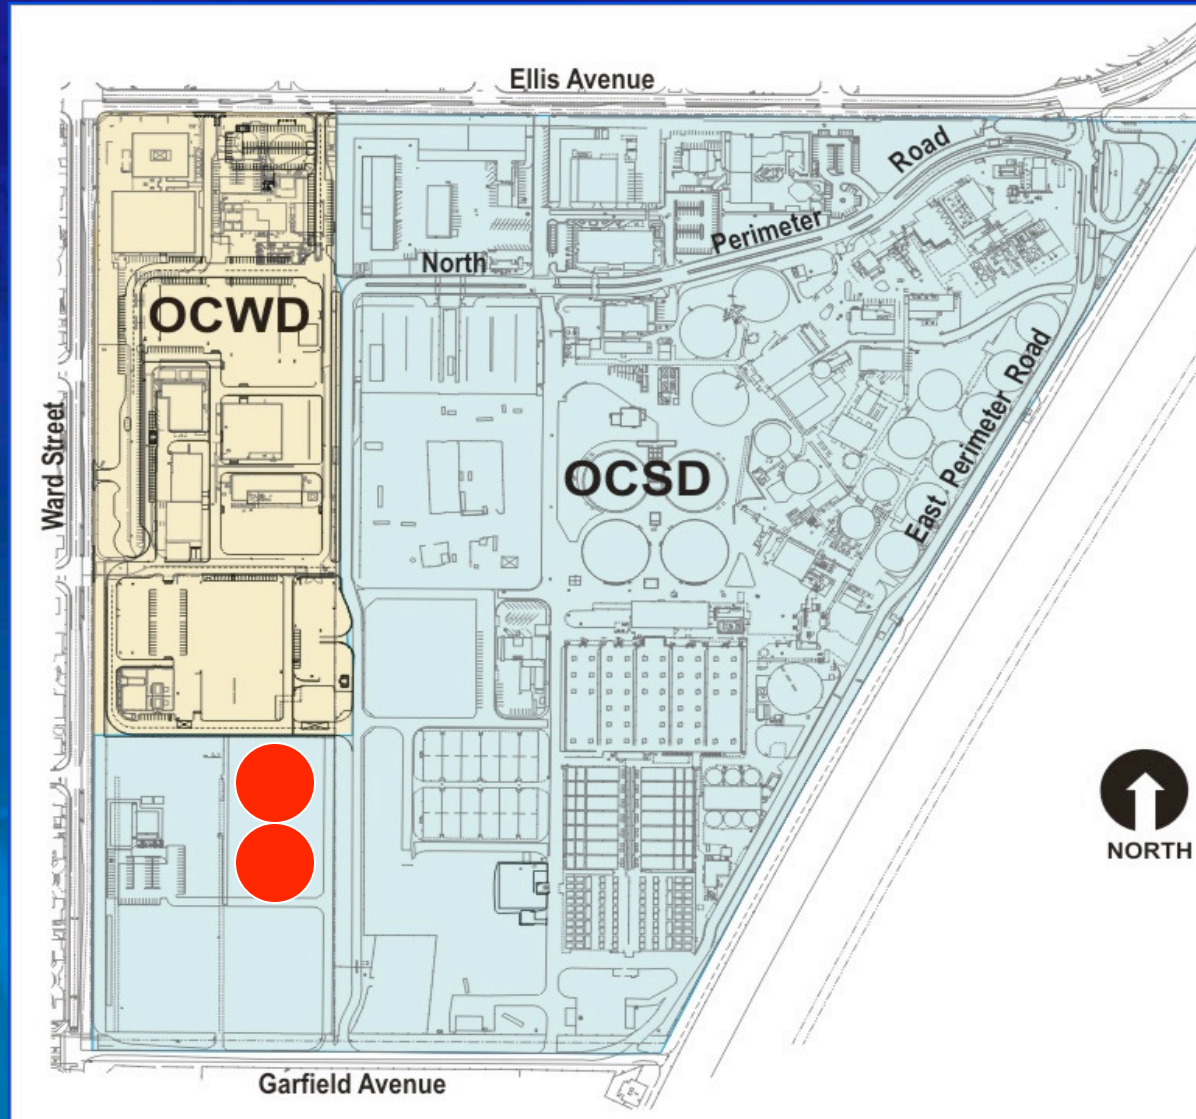 Ellis Avenue
Road
Perimeter
North
OCWD
East Perimeter Road
Ward Street
OCSD
NORTH
Garfield Avenue